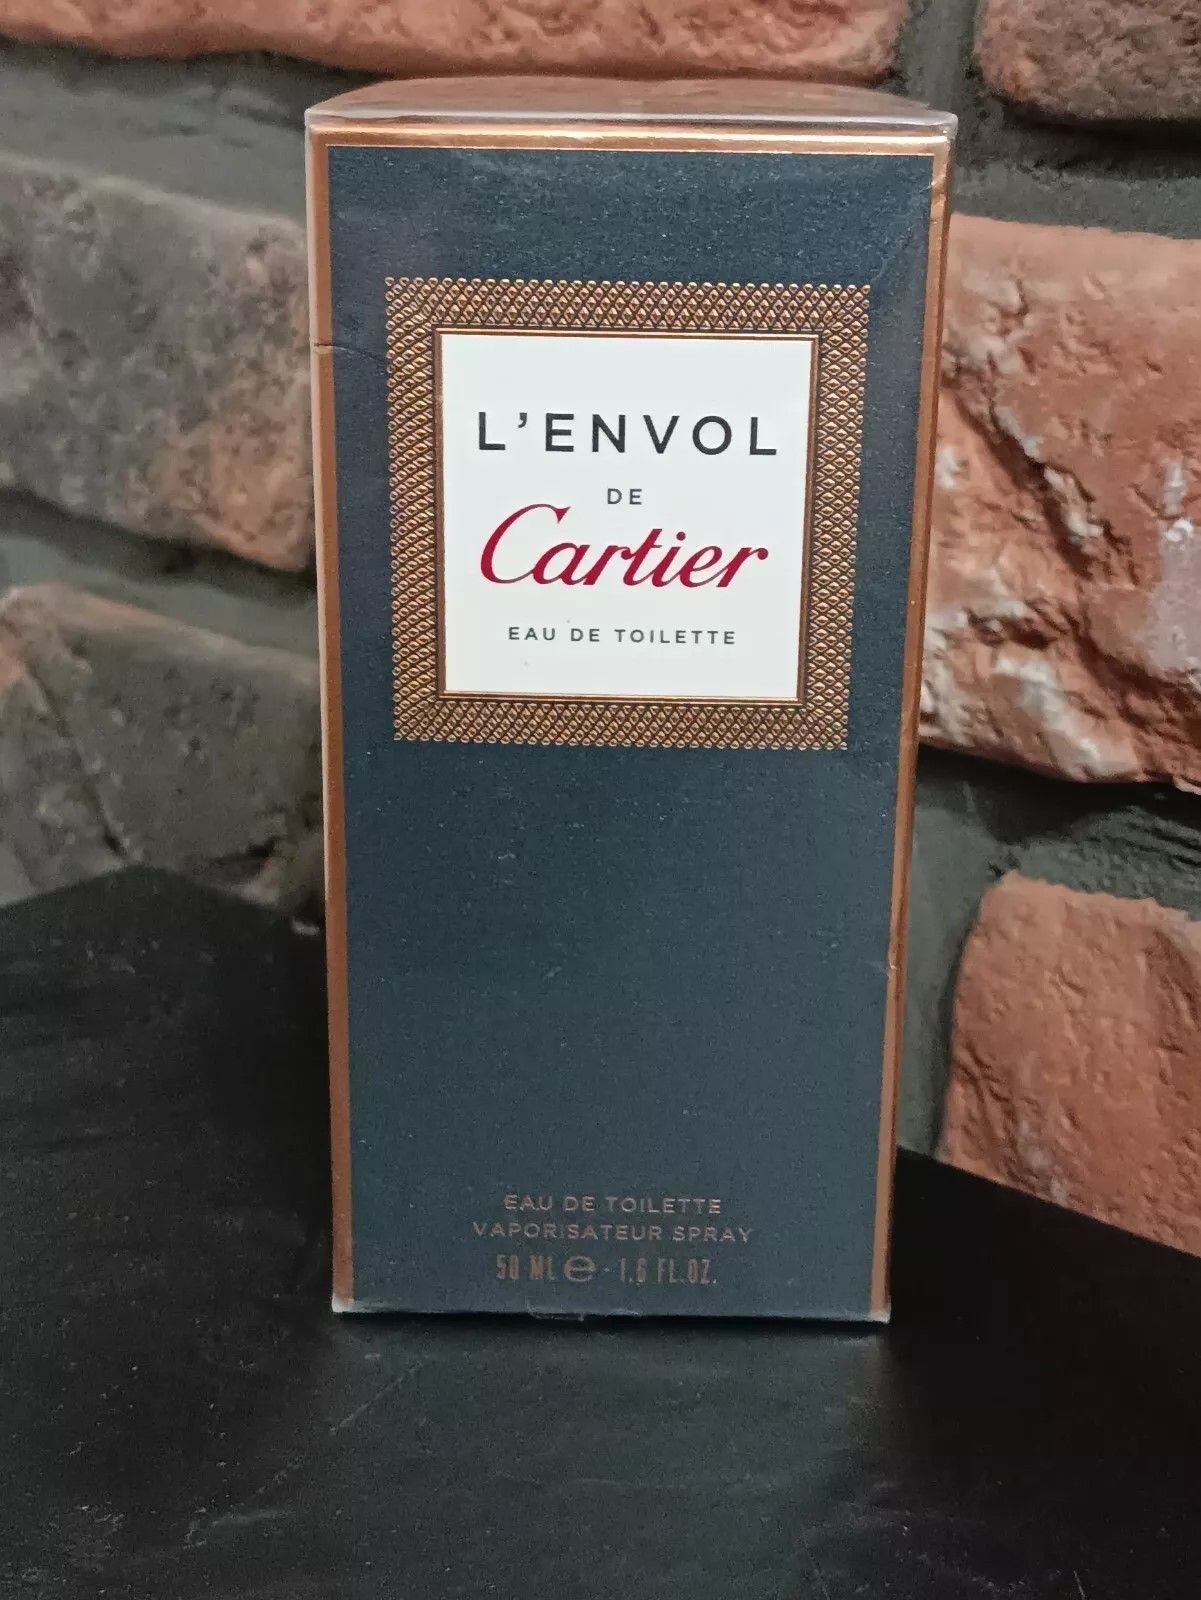 L'ENVOL
DE
Cartier
EAU DE TOILETTE
EAU DE TOILETTE
VAPORISATEUR SPRAY
50 ML ℮ - 1.6 FL.OZ.